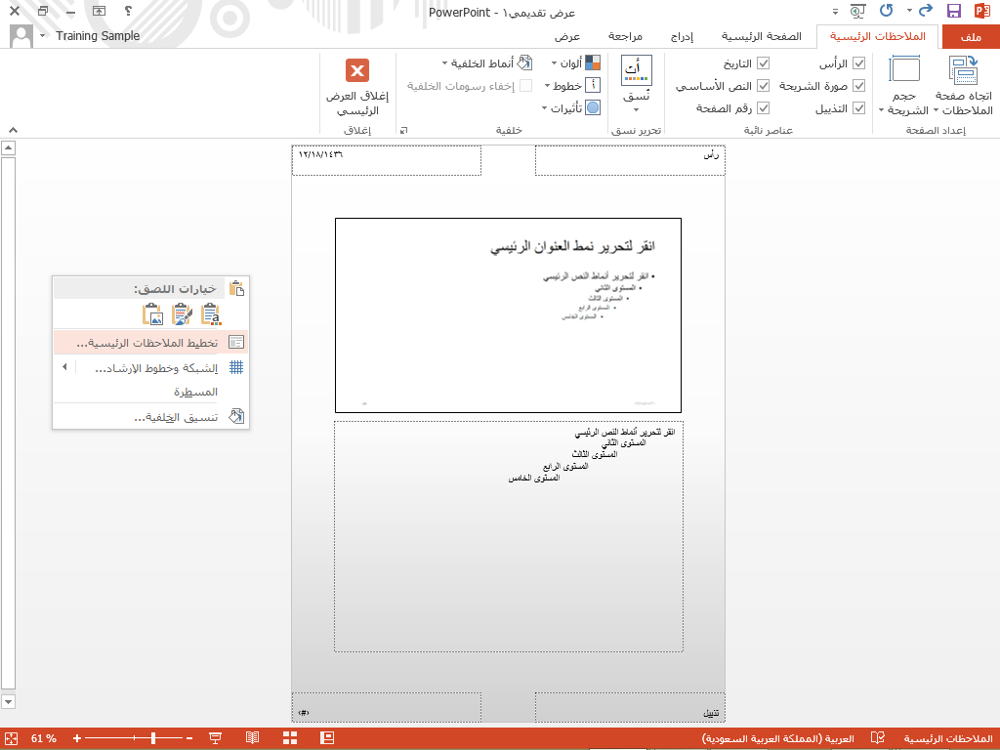 عرض تقديمي١ - PowerPoint
Training Sample
ملف
الملاحظات الرئيسية
الصفحة الرئيسية
إدراج
مراجعة
عرض
اتجاه صفحة الملاحظات
حجم الشريحة
إعداد الصفحة
الرأس
التاريخ
صورة الشريحة
النص الأساسي
التذييل
رقم الصفحة
عناصر نائبة
نُسق
تحرير نسق
ألوان
خطوط
تأثيرات
أنماط الخلفية
إخفاء رسومات الخلفية
خلفية
إغلاق العرض الرئيسي
إغلاق
رأس
١٢/١٨/١٤٣٦
انقر لتحرير نمط العنوان الرئيسي
• انقر لتحرير أنماط النص الرئيسي
• المستوى الثاني
• المستوى الثالث
• المستوى الرابع
• المستوى الخامس
انقر لتحرير أنماط النص الرئيسي
المستوى الثاني
المستوى الثالث
المستوى الرابع
المستوى الخامس
تذييل
‹#›
خيارات اللصق:
تخطيط الملاحظات الرئيسية...
الشبكة وخطوط الإرشاد...
المسطرة
تنسيق الخلفية...
الملاحظات الرئيسية
العربية (المملكة العربية السعودية)
61 %